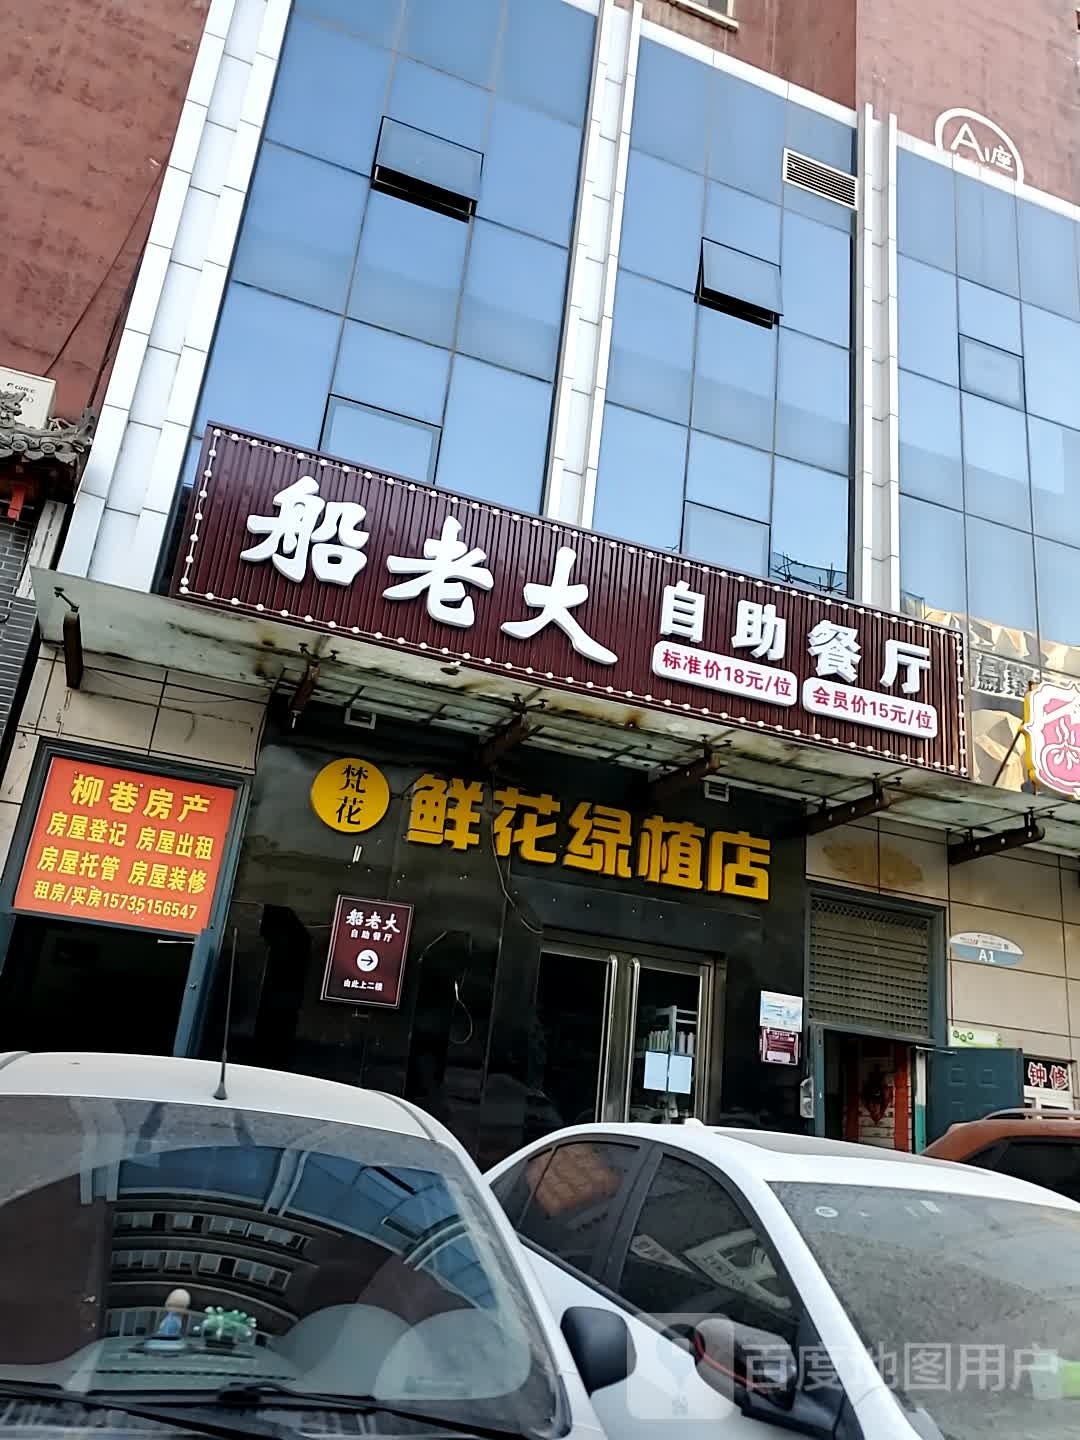 A座
GREE
船老大 自助餐厅
标准价18元/位
会员价15元/位
柳巷房产
房屋登记 房屋出租
房屋托管 房屋装修
租房/买房15735156547
梵花
鲜花绿植店
船老大
自助餐厅
由此上二楼
A1
钟修
百度地图用户